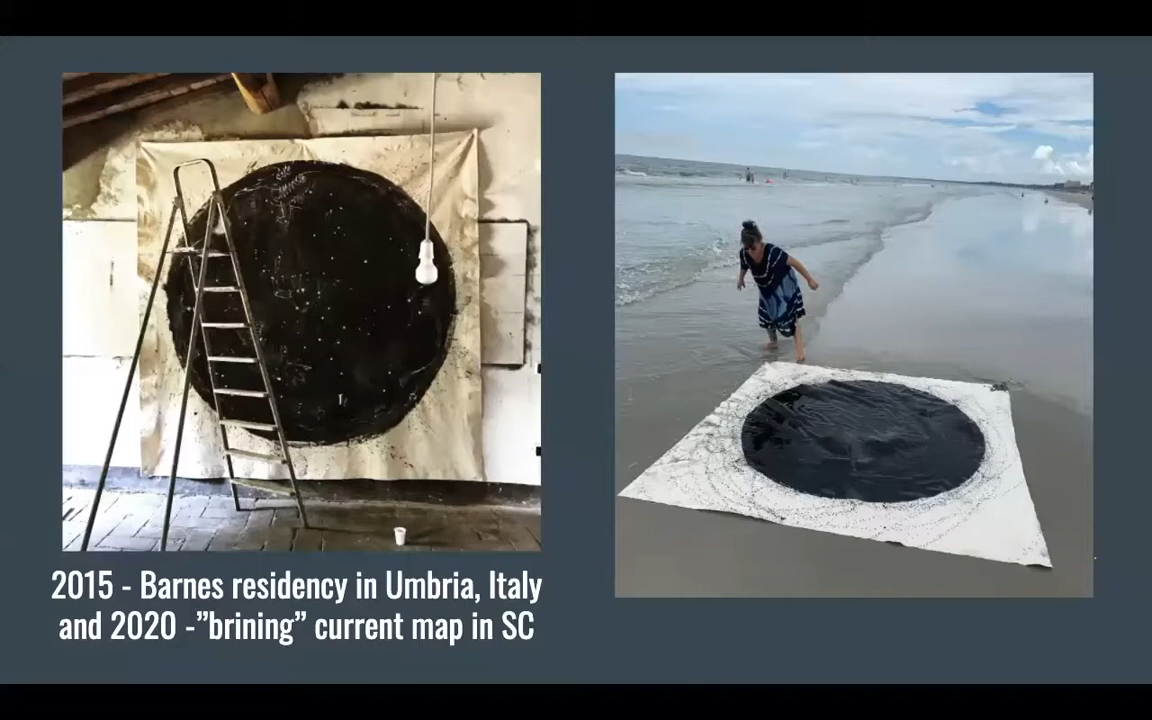 2015 - Barnes residency in Umbria, Italy
and 2020 -”brining” current map in SC